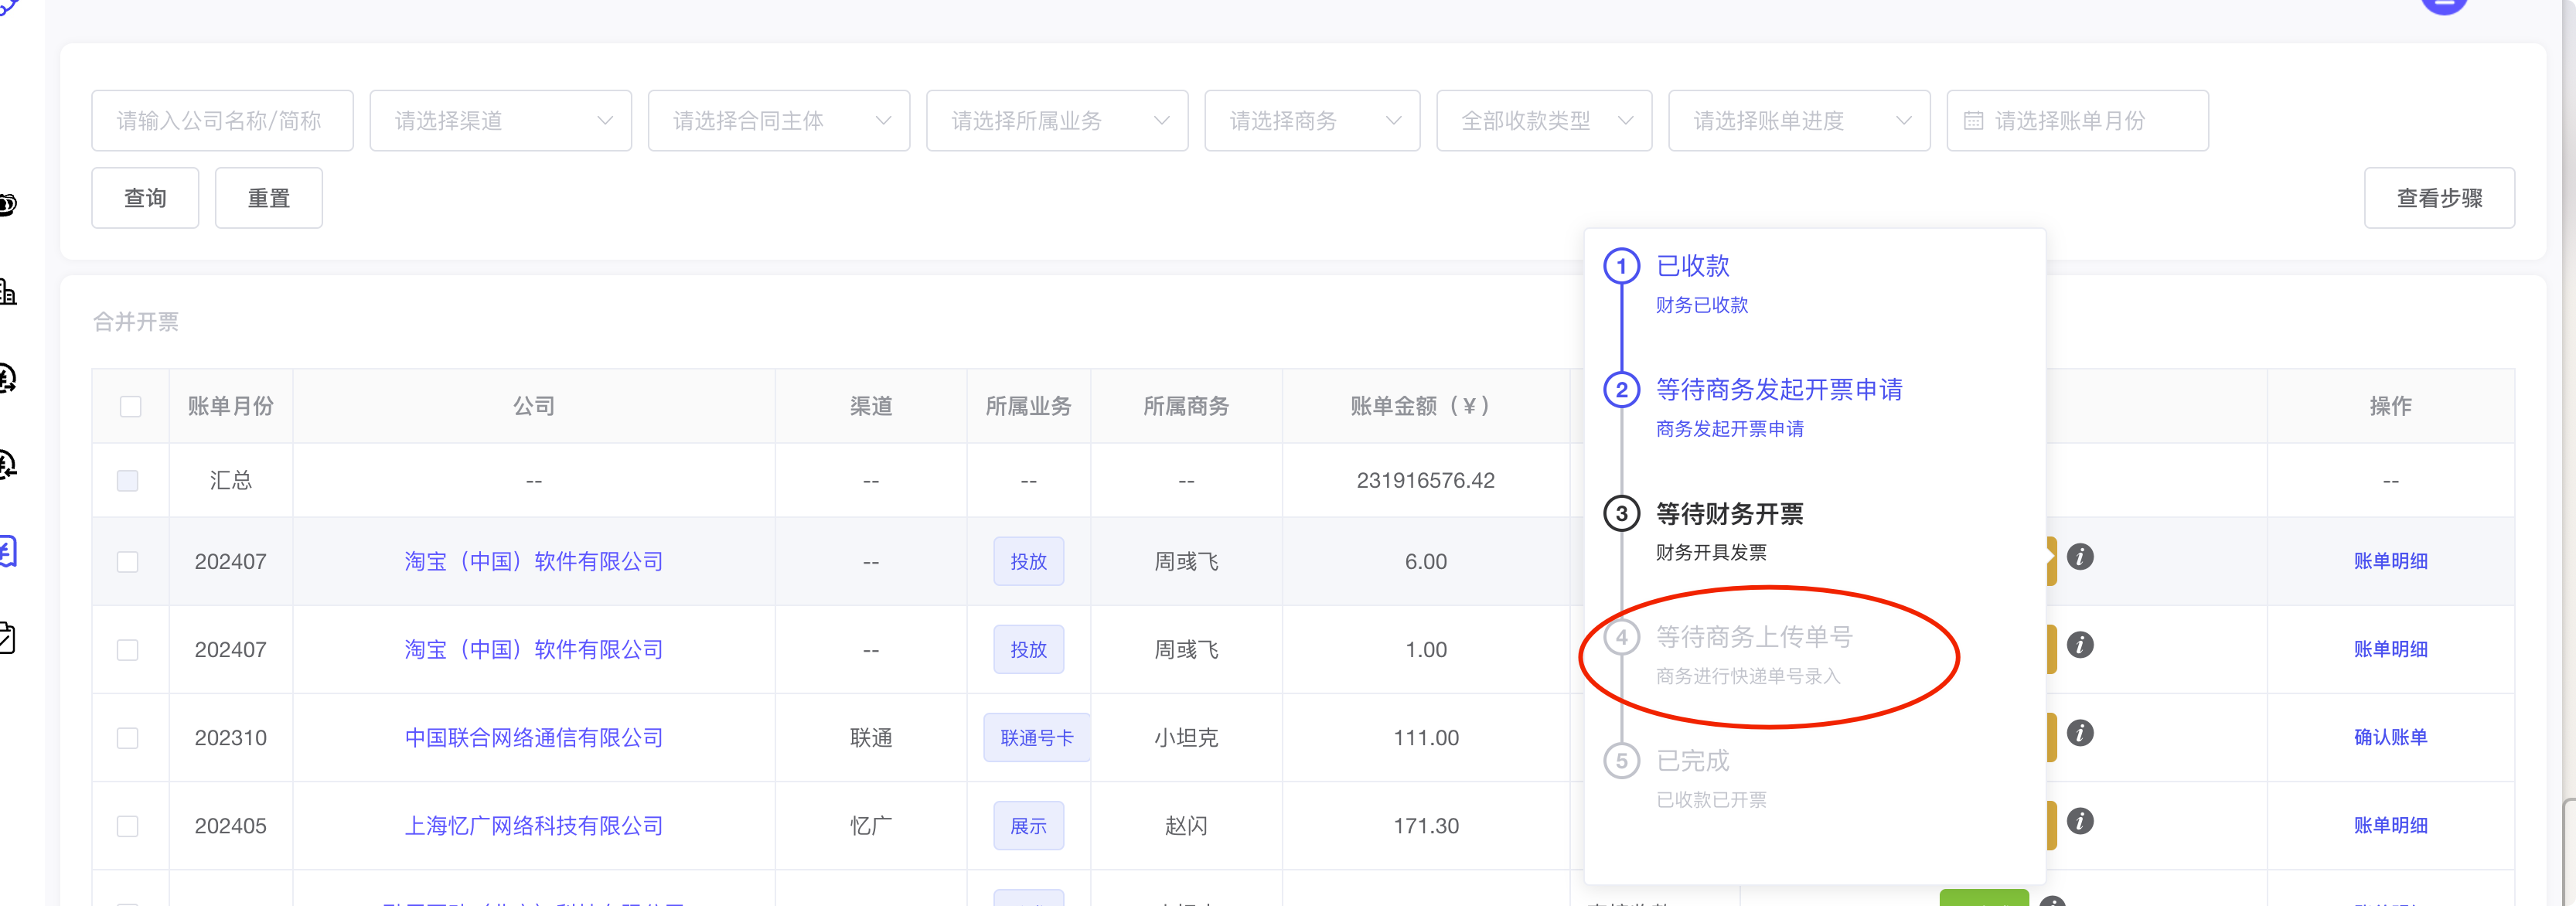 请输入公司名称/简称 请选择渠道 请选择合同主体 请选择所属业务 请选择商务 全部收款类型 请选择账单进度 请选择账单月份
查询 重置 查看步骤
合并开票
账单月份 公司 渠道 所属业务 所属商务 账单金额（¥） 操作
汇总 -- -- -- -- 231916576.42 --
202407 淘宝（中国）软件有限公司 -- 投放 周彧飞 6.00 账单明细
202407 淘宝（中国）软件有限公司 -- 投放 周彧飞 1.00 账单明细
202310 中国联合网络通信有限公司 联通 联通号卡 小坦克 111.00 确认账单
202405 上海忆广网络科技有限公司 忆广 展示 赵闪 171.30 账单明细
1 已收款
财务已收款
2 等待商务发起开票申请
商务发起开票申请
3 等待财务开票
财务开具发票
4 等待商务上传单号
商务进行快递单号录入
5 已完成
已收款已开票